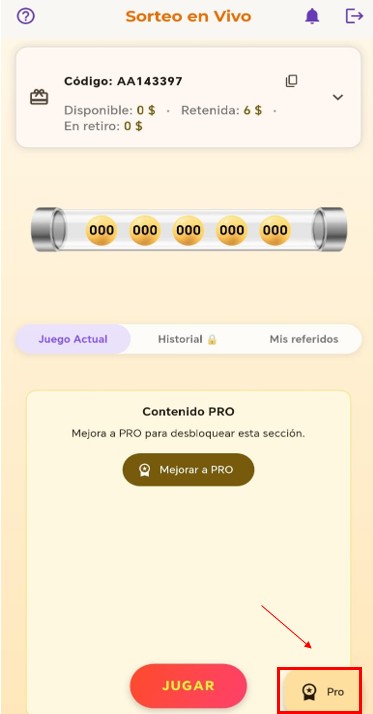 Sorteo en Vivo
Código: AA143397
Disponible: 0 $ · Retenida: 6 $ ·
En retiro: 0 $
000 000 000 000 000
Juego Actual Historial 🔒 Mis referidos
Contenido PRO
Mejora a PRO para desbloquear esta sección.
Mejorar a PRO
JUGAR
Pro